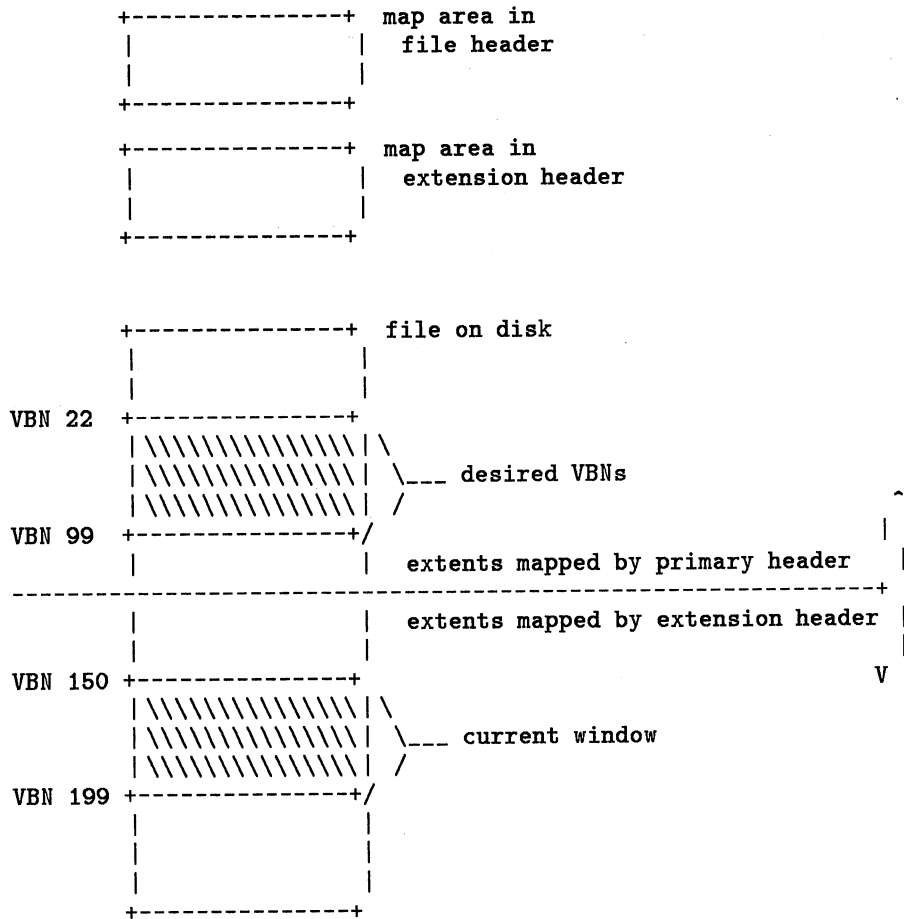 map area in
file header
map area in
extension header
file on disk
VBN 22
desired VBNs
VBN 99
extents mapped by primary header
extents mapped by extension header
VBN 150
current window
VBN 199